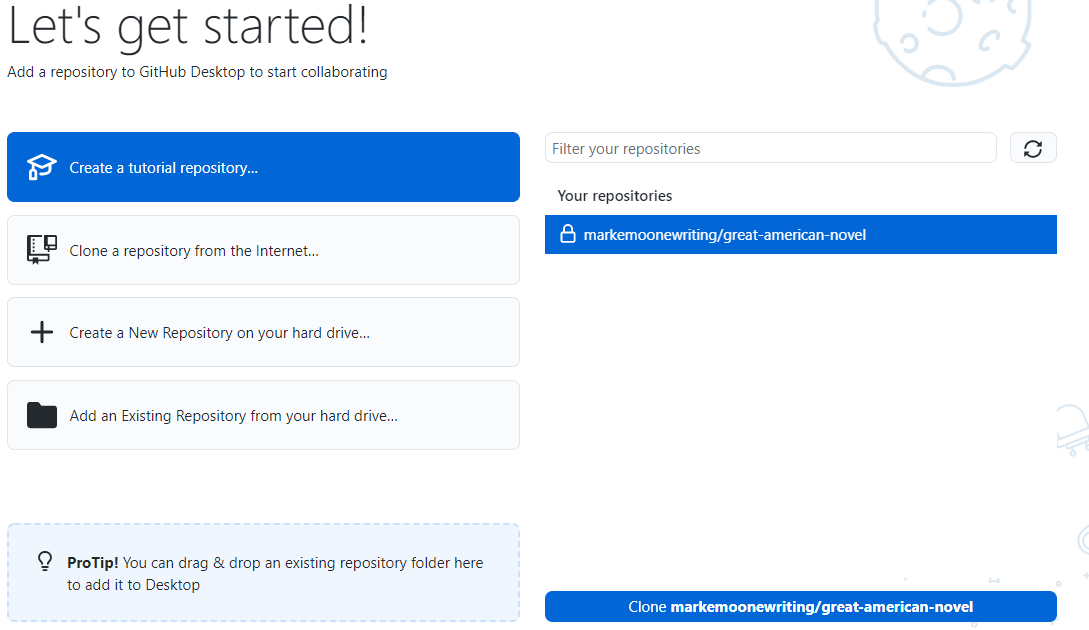 Let's get started!
Add a repository to GitHub Desktop to start collaborating
Create a tutorial repository...
Clone a repository from the Internet...
Create a New Repository on your hard drive...
Add an Existing Repository from your hard drive...
ProTip! You can drag & drop an existing repository folder here
to add it to Desktop
Filter your repositories
Your repositories
markemoonewriting/great-american-novel
Clone markemoonewriting/great-american-novel